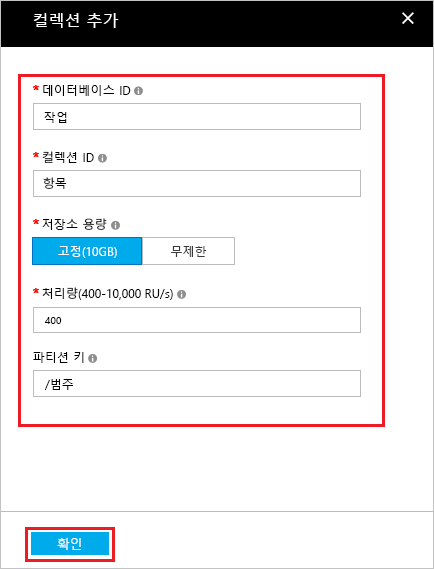 컬렉션 추가
* 데이터베이스 ID
작업
* 컬렉션 ID
항목
* 저장소 용량
고정(10GB) 무제한
* 처리량(400-10,000 RU/s)
400
파티션 키
/범주
확인